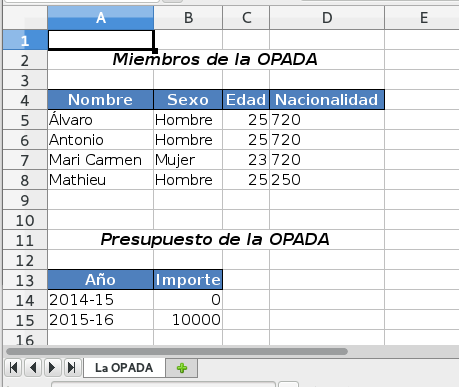 A B C D E
1
2 Miembros de la OPADA
3
4 Nombre Sexo Edad Nacionalidad
5 Álvaro Hombre 25 720
6 Antonio Hombre 25 720
7 Mari Carmen Mujer 23 720
8 Mathieu Hombre 25 250
9
10
11 Presupuesto de la OPADA
12
13 Año Importe
14 2014-15 0
15 2015-16 10000
16
La OPADA